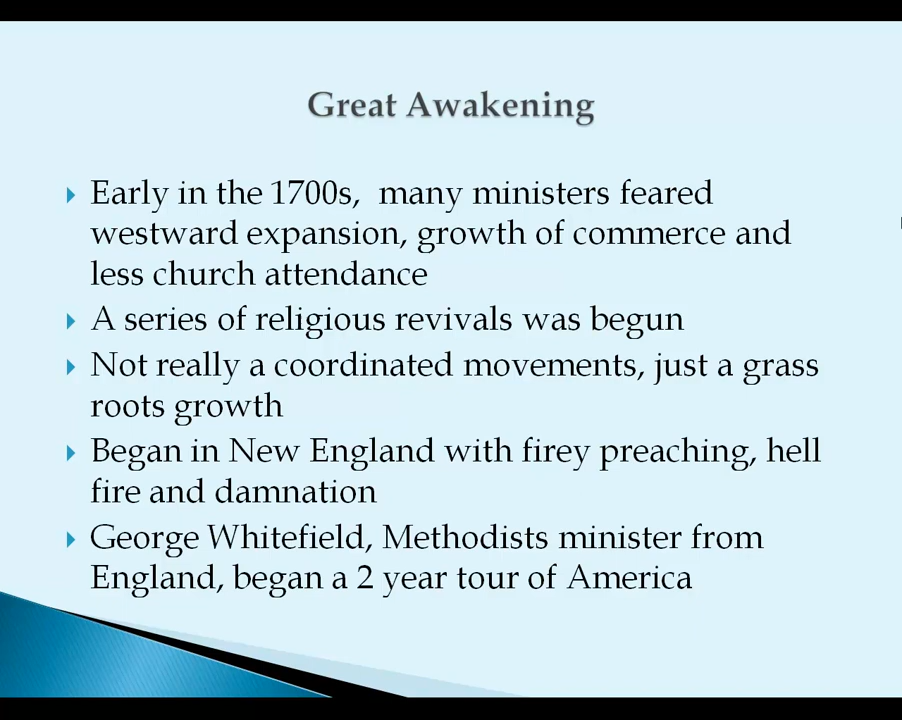 Great Awakening
Early in the 1700s,  many ministers feared
westward expansion, growth of commerce and
less church attendance
A series of religious revivals was begun
Not really a coordinated movements, just a grass
roots growth
Began in New England with firey preaching, hell
fire and damnation
George Whitefield, Methodists minister from
England, began a 2 year tour of America